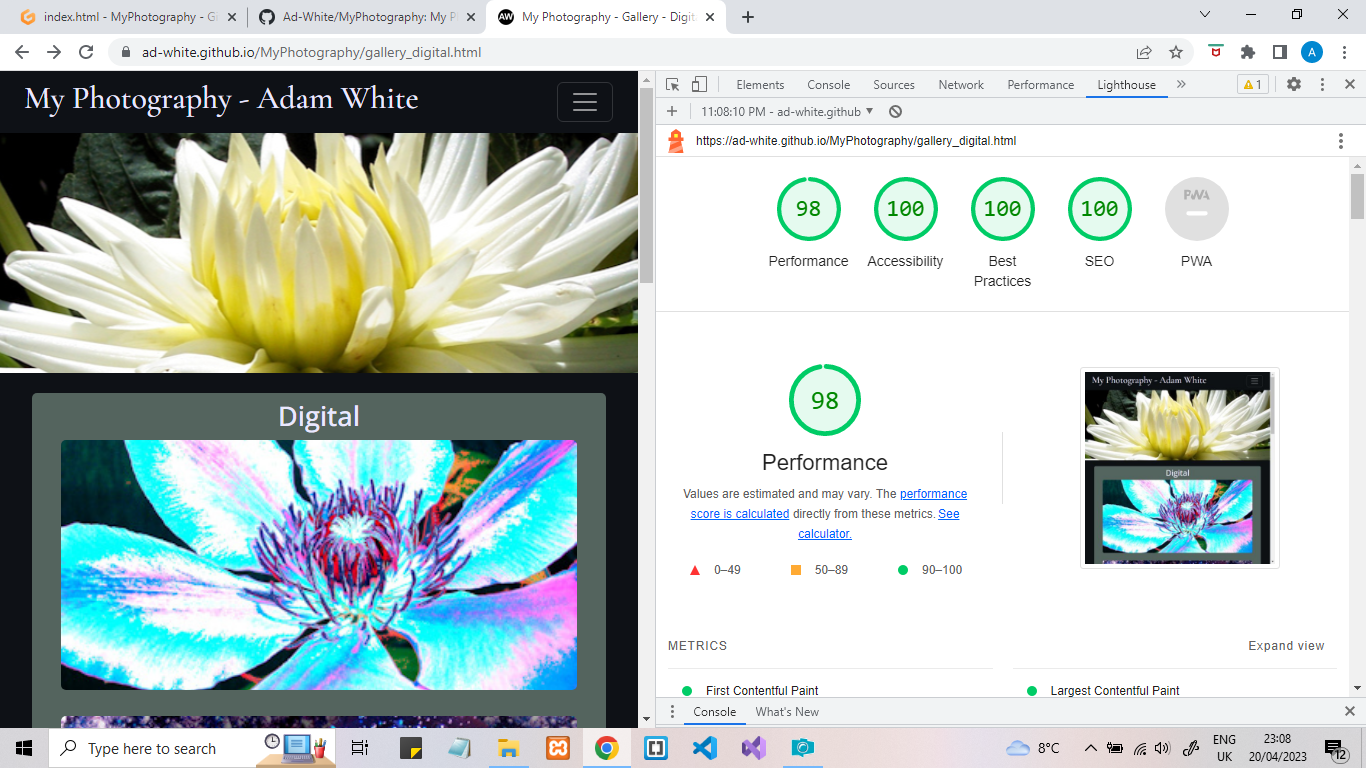 index.html - MyPhotography - Gi
Ad-White/MyPhotography: My P
AW
My Photography - Gallery - Digita
ad-white.github.io/MyPhotography/gallery_digital.html
A
My Photography - Adam White
Elements Console Sources Network Performance Lighthouse » 1
11:08:10 PM - ad-white.github
https://ad-white.github.io/MyPhotography/gallery_digital.html
98 100 100 100 PWA
Performance Accessibility Best Practices SEO PWA
98
Performance
Values are estimated and may vary. The performance
score is calculated directly from these metrics. See
calculator.
0–49 50–89 90–100
My Photography - Adam White
Digital
METRICS Expand view
First Contentful Paint Largest Contentful Paint
Console What's New
Digital
Type here to search
8°C
ENG
UK
23:08
20/04/2023
12